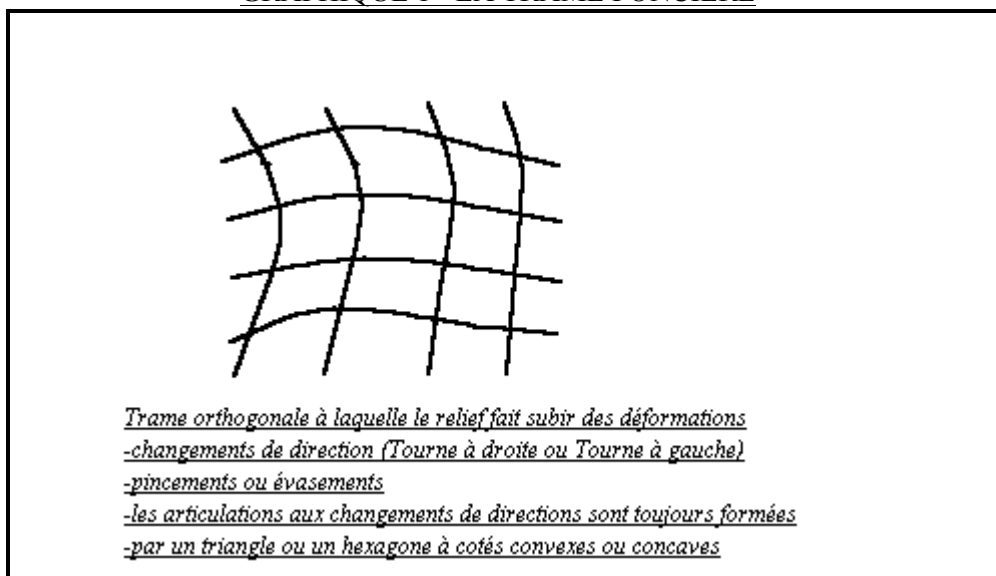 Trame orthogonale à laquelle le relief fait subir des déformations
-changements de direction (Tourne à droite ou Tourne à gauche)
-pincements ou évasements
-les articulations aux changements de directions sont toujours formées
-par un triangle ou un hexagone à cotés convexes ou concaves